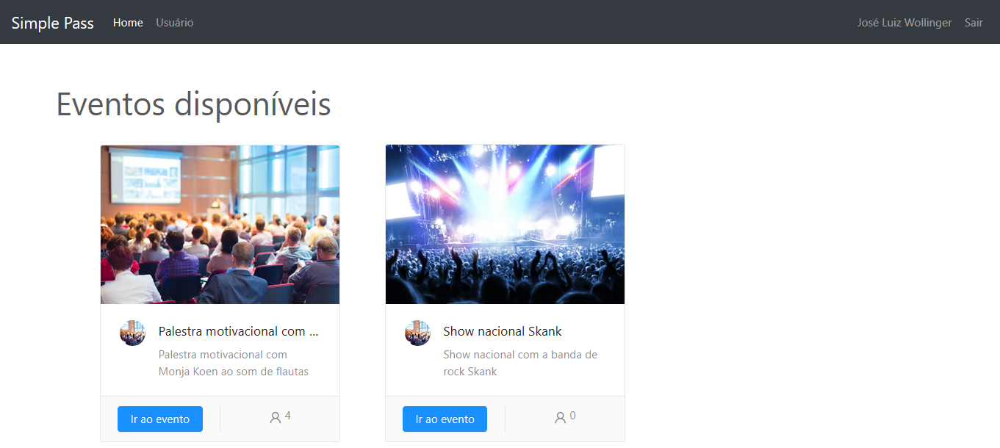 Simple Pass Home Usuário José Luiz Wollinger Sair
Eventos disponíveis
Palestra motivacional com ...
Palestra motivacional com
Monja Koen ao som de flautas
Ir ao evento 4
Show nacional Skank
Show nacional com a banda de
rock Skank
Ir ao evento 0